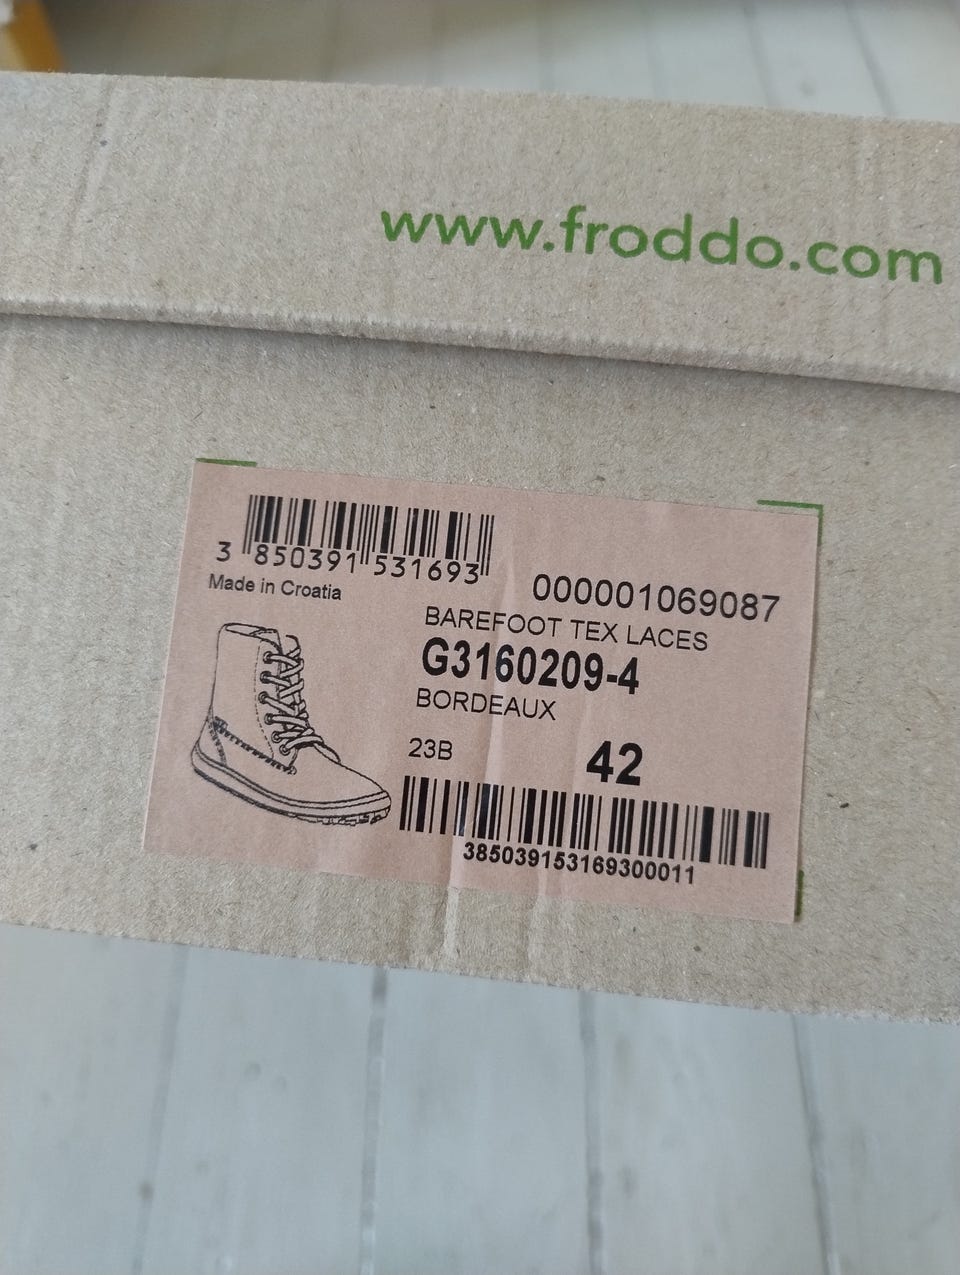 www.froddo.com
3 850391 531693
Made in Croatia
000001069087
BAREFOOT TEX LACES
G3160209-4
BORDEAUX
23B 42
385039153169300011